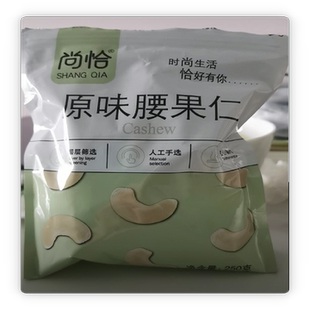 尚恰®
SHANG QIA
时尚生活
恰好有你......
原味腰果仁
Cashew
层层筛选
人工手选
Manual
selection